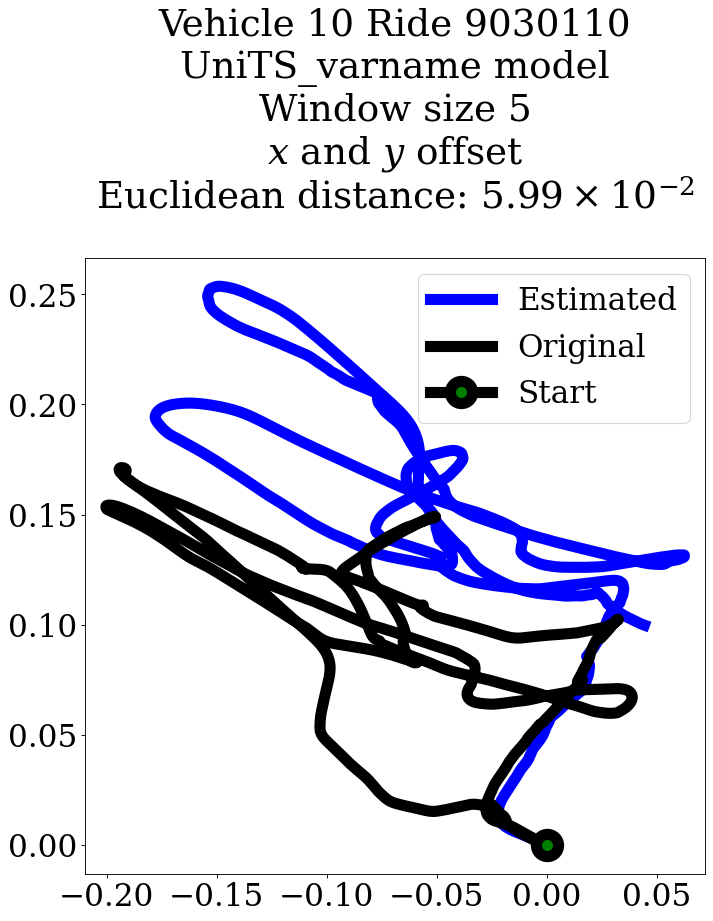 Vehicle 10 Ride 9030110
UniTS_varname model
Window size 5
x and y offset
Euclidean distance: 5.99 × 10⁻²
Estimated
Original
Start
0.25
0.20
0.15
0.10
0.05
0.00
−0.20 −0.15 −0.10 −0.05 0.00 0.05